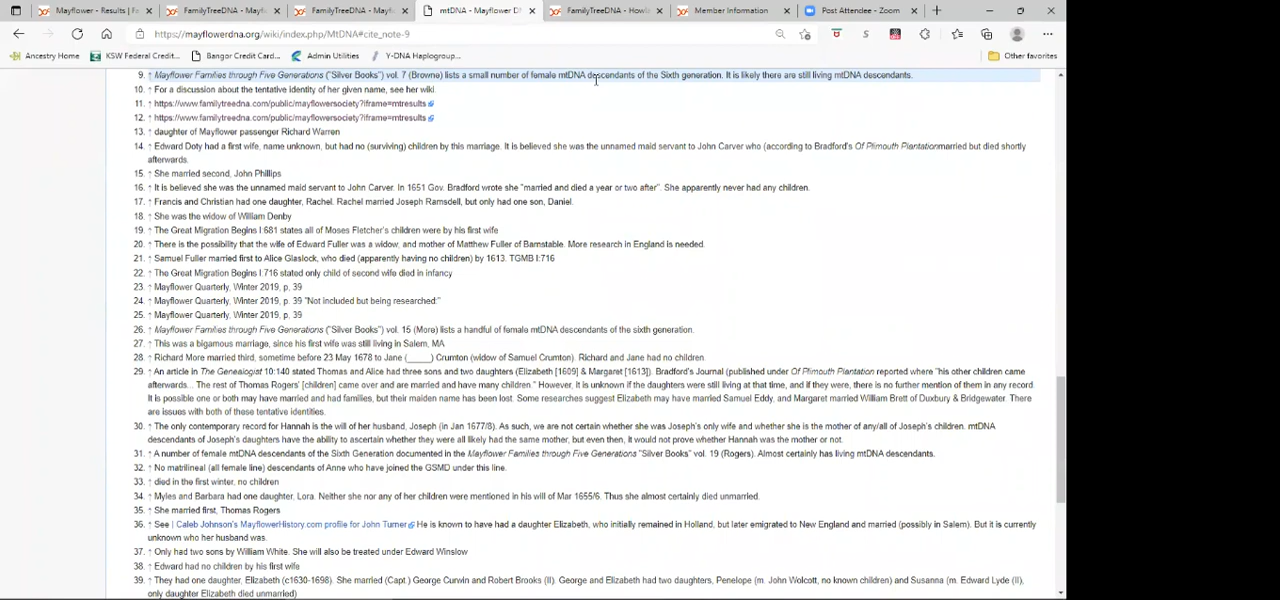 Mayflower - Results | Fa
FamilyTreeDNA - Mayf
FamilyTreeDNA - Mayf
mtDNA - Mayflower D
FamilyTreeDNA - Howl
Member Information
Post Attendee - Zoom
https://mayflowerdna.org/wiki/index.php/MtDNA#cite_note-9
Ancestry Home
KSW Federal Credit...
Bangor Credit Card...
Admin Utilities
Y-DNA Haplogroup...
Other favorites
9. ↑ Mayflower Families through Five Generations ("Silver Books") vol. 7 (Browne) lists a small number of female mtDNA descendants of the Sixth generation. It is likely there are still living mtDNA descendants.
10. ↑ For a discussion about the tentative identity of her given name, see her wiki.
11. ↑ https://www.familytreedna.com/public/mayflowersociety?iframe=mtresults
12. ↑ https://www.familytreedna.com/public/mayflowersociety?iframe=mtresults
13. ↑ daughter of Mayflower passenger Richard Warren
14. ↑ Edward Doty had a first wife, name unknown, but had no (surviving) children by this marriage. It is believed she was the unnamed maid servant to John Carver who (according to Bradford's Of Plimouth Plantationmarried but died shortly
afterwards.
15. ↑ She married second, John Phillips
16. ↑ It is believed she was the unnamed maid servant to John Carver. In 1651 Gov. Bradford wrote she "married and died a year or two after". She apparently never had any children.
17. ↑ Francis and Christian had one daughter, Rachel. Rachel married Joseph Ramsdell, but only had one son, Daniel.
18. ↑ She was the widow of William Denby
19. ↑ The Great Migration Begins I:681 states all of Moses Fletcher's children were by his first wife
20. ↑ There is the possibility that the wife of Edward Fuller was a widow, and mother of Matthew Fuller of Barnstable. More research in England is needed.
21. ↑ Samuel Fuller married first to Alice Glaslock, who died (apparently having no children) by 1613. TGMB I:716
22. ↑ The Great Migration Begins I:716 stated only child of second wife died in infancy
23. ↑ Mayflower Quarterly, Winter 2019, p. 39
24. ↑ Mayflower Quarterly, Winter 2019, p. 39 "Not included but being researched:"
25. ↑ Mayflower Quarterly, Winter 2019, p. 39
26. ↑ Mayflower Families through Five Generations ("Silver Books") vol. 15 (More) lists a handful of female mtDNA descendants of the sixth generation.
27. ↑ This was a bigamous marriage, since his first wife was still living in Salem, MA
28. ↑ Richard More married third, sometime before 23 May 1678 to Jane (_____) Crumton (widow of Samuel Crumton). Richard and Jane had no children.
29. ↑ An article in The Genealogist 10:140 stated Thomas and Alice had three sons and two daughters (Elizabeth [1609] & Margaret [1613]). Bradford's Journal (published under Of Plimouth Plantation reported where "his other children came
afterwards... The rest of Thomas Rogers' [children] came over and are married and have many children." However, it is unknown if the daughters were still living at that time, and if they were, there is no further mention of them in any record.
It is possible one or both may have married and had families, but their maiden name has been lost. Some researches suggest Elizabeth may have married Samuel Eddy, and Margaret married William Brett of Duxbury & Bridgewater. There
are issues with both of these tentative identities.
30. ↑ The only contemporary record for Hannah is the will of her husband, Joseph (in Jan 1677/8). As such, we are not certain whether she was Joseph's only wife and whether she is the mother of any/all of Joseph's children. mtDNA
descendants of Joseph's daughters have the ability to ascertain whether they were all likely had the same mother, but even then, it would not prove whether Hannah was the mother or not.
31. ↑ A number of female mtDNA descendants of the Sixth Generation documented in the Mayflower Families through Five Generations "Silver Book" vol. 19 (Rogers). Almost certainly has living mtDNA descendants.
32. ↑ No matrilineal (all female line) descendants of Anne who have joined the GSMD under this line.
33. ↑ died in the first winter, no children
34. ↑ Myles and Barbara had one daughter, Lora. Neither she nor any of her children were mentioned in his will of Mar 1655/6. Thus she almost certainly died unmarried.
35. ↑ She married first, Thomas Rogers
36. ↑ See | Caleb Johnson's MayflowerHistory.com profile for John Turner He is known to have had a daughter Elizabeth, who initially remained in Holland, but later emigrated to New England and married (possibly in Salem). But it is currently
unknown who her husband was.
37. ↑ Only had two sons by William White. She will also be treated under Edward Winslow
38. ↑ Edward had no children by his first wife
39. ↑ They had one daughter, Elizabeth (c1630-1698). She married (Capt.) George Curwin and Robert Brooks (II). George and Elizabeth had two daughters, Penelope (m. John Wolcott, no known children) and Susanna (m. Edward Lyde (II),
only daughter Elizabeth died unmarried)